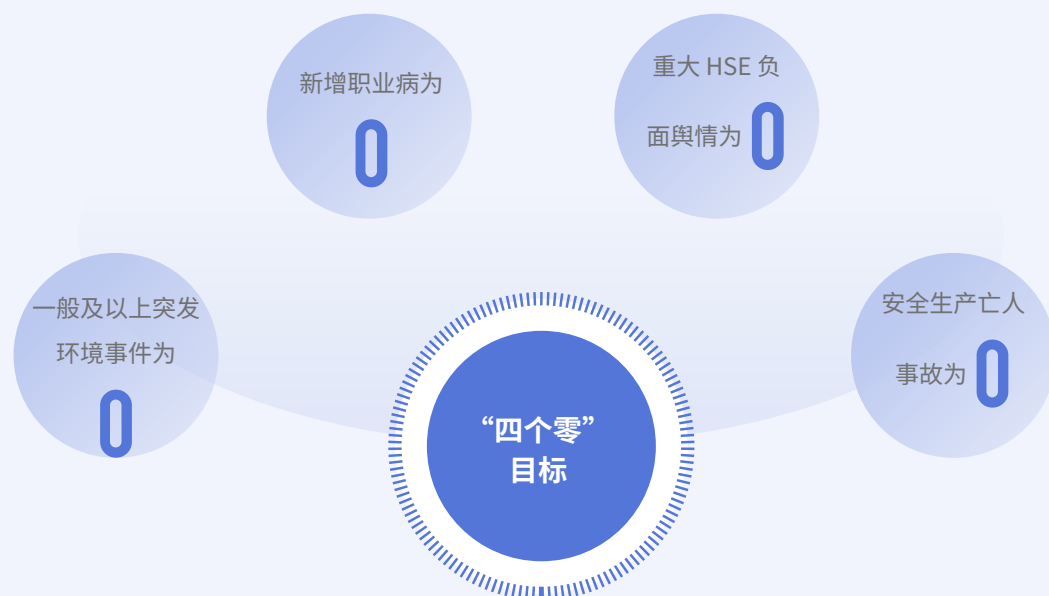 新增职业病为
0
重大 HSE 负
面舆情为 0
一般及以上突发
环境事件为
0
安全生产亡人
事故为 0
“四个零”
目标